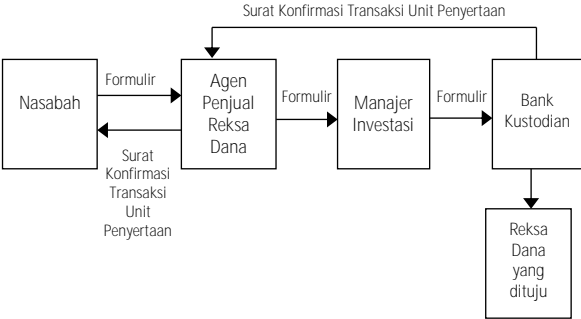 Surat Konfirmasi Transaksi Unit Penyertaan
Nasabah
Formulir
Surat
Konfirmasi
Transaksi
Unit
Penyertaan
Agen
Penjual
Reksa
Dana
Formulir
Manajer
Investasi
Formulir
Bank
Kustodian
Reksa
Dana
yang
dituju